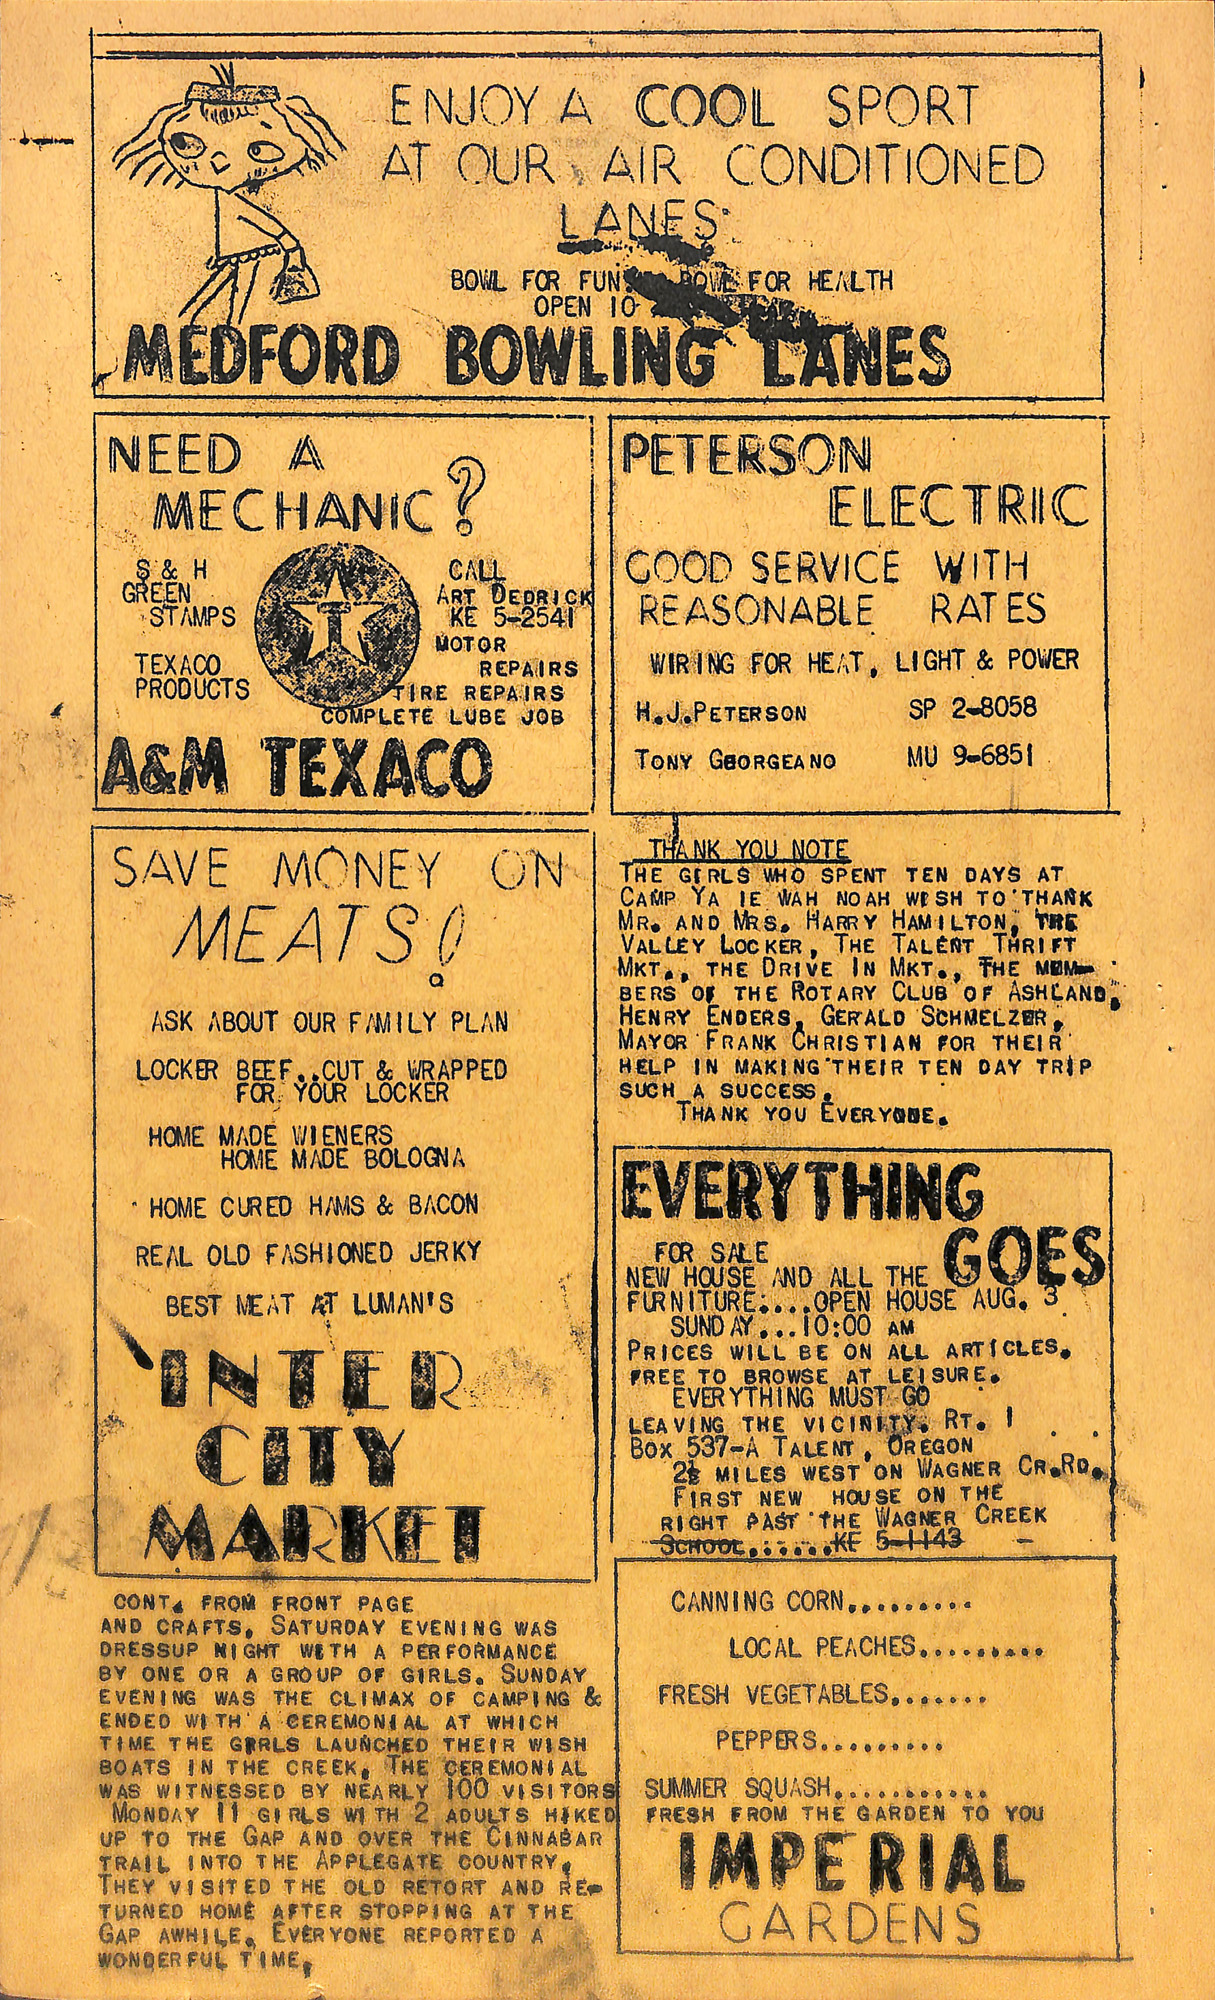 ENJOY A COOL SPORT
AT OUR AIR CONDITIONED
LANES
BOWL FOR FUN. BOWL FOR HEALTH
OPEN 10
MEDFORD BOWLING LANES
NEED A
MECHANIC?
S & H
GREEN
STAMPS
TEXACO
PRODUCTS
T
CALL
ART DEDRICK
KE 5-2541
MOTOR
REPAIRS
TIRE REPAIRS
COMPLETE LUBE JOB
A&M TEXACO
PETERSON
ELECTRIC
GOOD SERVICE WITH
REASONABLE RATES
WIRING FOR HEAT, LIGHT & POWER
H.J.PETERSON SP 2-8058
TONY GEORGEANO MU 9-6851
SAVE MONEY ON
MEATS!
ASK ABOUT OUR FAMILY PLAN
LOCKER BEEF..CUT & WRAPPED
FOR YOUR LOCKER
HOME MADE WIENERS
HOME MADE BOLOGNA
HOME CURED HAMS & BACON
REAL OLD FASHIONED JERKY
BEST MEAT AT LUMAN'S
INTER
CITY
MARKET
THANK YOU NOTE
THE GIRLS WHO SPENT TEN DAYS AT
CAMP YA IE WAH NOAH WISH TO THANK
MR. AND MRS. HARRY HAMILTON, THE
VALLEY LOCKER, THE TALENT THRIFT
MKT., THE DRIVE IN MKT., THE MEM-
BERS OF THE ROTARY CLUB OF ASHLAND,
HENRY ENDERS, GERALD SCHMELZER,
MAYOR FRANK CHRISTIAN FOR THEIR
HELP IN MAKING THEIR TEN DAY TRIP
SUCH A SUCCESS.
THANK YOU EVERYONE.
EVERYTHING
GOES
FOR SALE
NEW HOUSE AND ALL THE
FURNITURE:...OPEN HOUSE AUG. 3
SUNDAY...10:00 AM
PRICES WILL BE ON ALL ARTICLES.
FREE TO BROWSE AT LEISURE.
EVERYTHING MUST GO
LEAVING THE VICINITY. RT. 1
BOX 537-A TALENT, OREGON
2½ MILES WEST ON WAGNER CR.RD.
FIRST NEW HOUSE ON THE
RIGHT PAST THE WAGNER CREEK
SCHOOL.......KE 5-1143
CONT. FROM FRONT PAGE
AND CRAFTS. SATURDAY EVENING WAS
DRESSUP NIGHT WITH A PERFORMANCE
BY ONE OR A GROUP OF GIRLS. SUNDAY
EVENING WAS THE CLIMAX OF CAMPING &
ENDED WITH A CEREMONIAL AT WHICH
TIME THE GIRLS LAUNCHED THEIR WISH
BOATS IN THE CREEK. THE CEREMONIAL
WAS WITNESSED BY NEARLY 100 VISITORS
MONDAY 11 GIRLS WITH 2 ADULTS HIKED
UP TO THE GAP AND OVER THE CINNABAR
TRAIL INTO THE APPLEGATE COUNTRY.
THEY VISITED THE OLD RETORT AND RE-
TURNED HOME AFTER STOPPING AT THE
GAP AWHILE. EVERYONE REPORTED A
WONDERFUL TIME.
CANNING CORN.........
LOCAL PEACHES.........
FRESH VEGETABLES.......
PEPPERS.........
SUMMER SQUASH...........
FRESH FROM THE GARDEN TO YOU
IMPERIAL
GARDENS